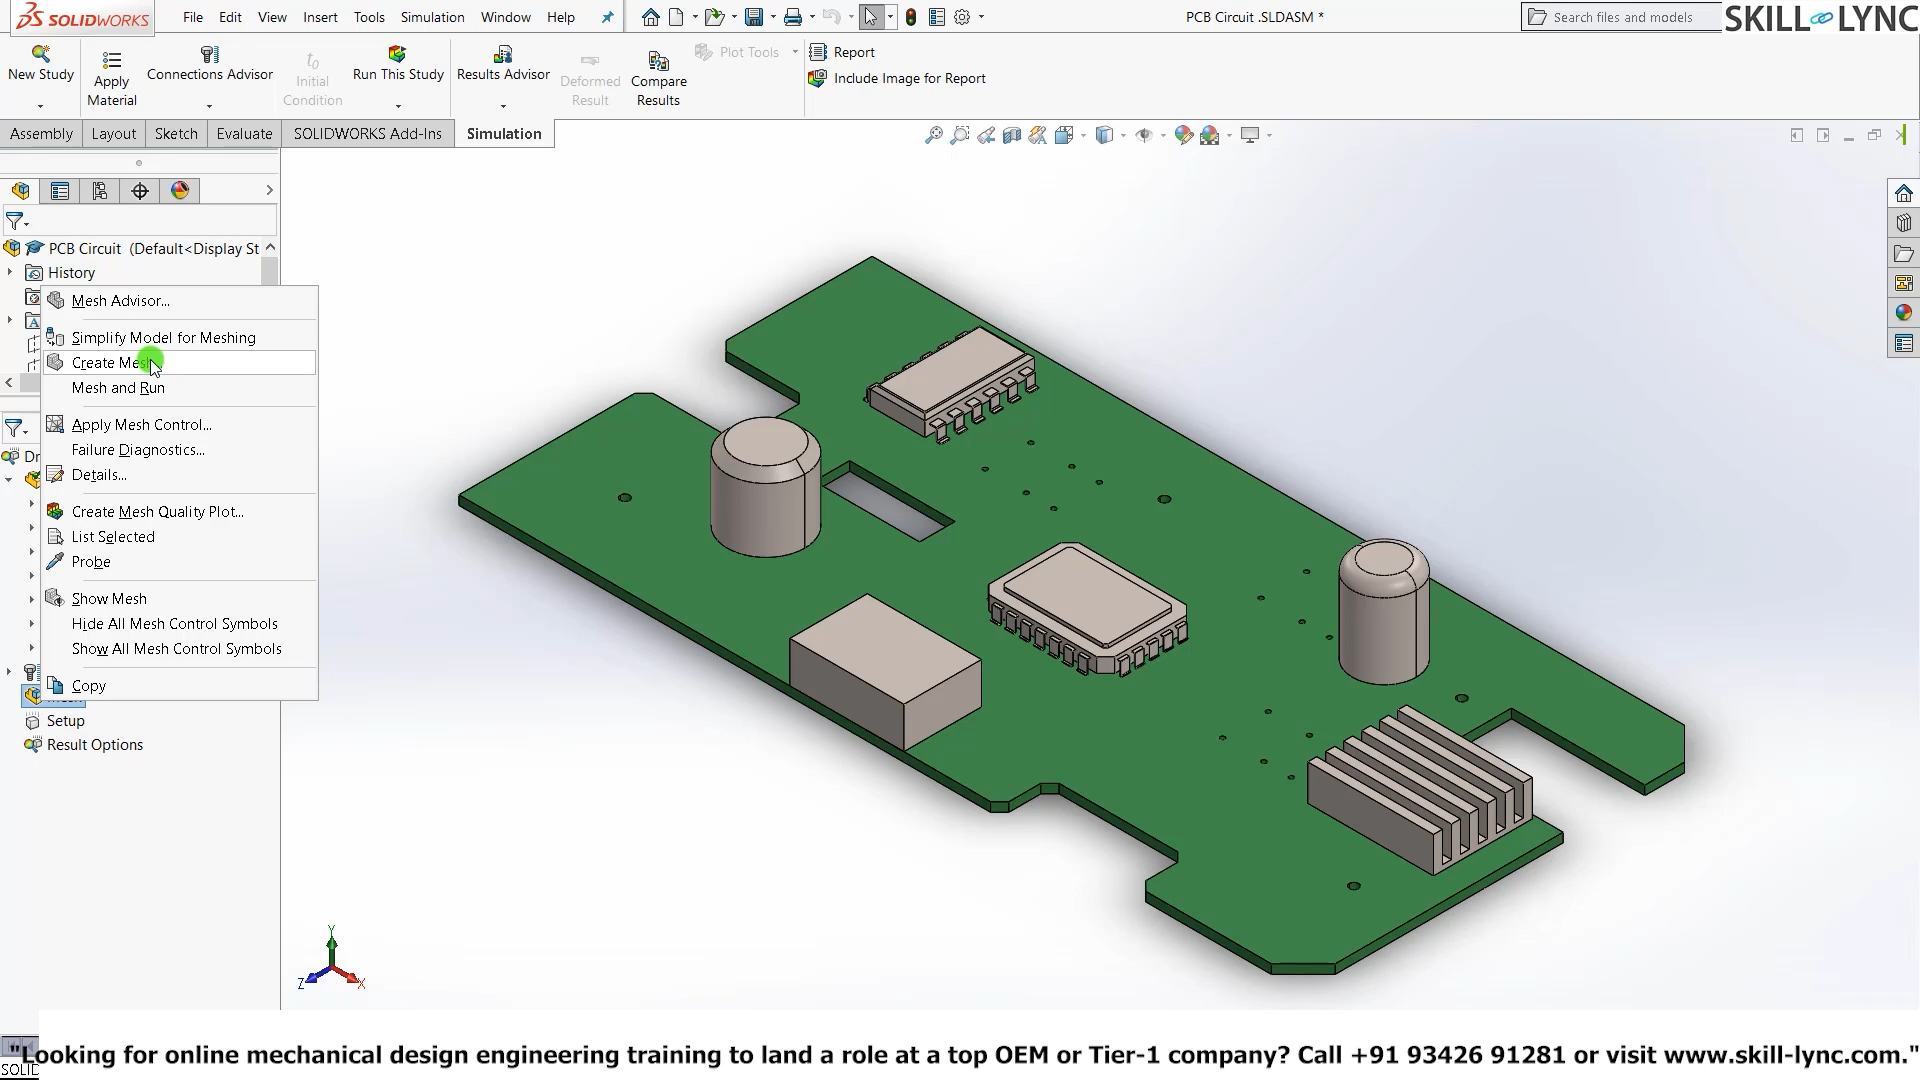 SOLIDWORKS
File Edit View Insert Tools Simulation Window Help
PCB Circuit .SLDASM *
Search files and models
SKILL LYNC
New Study
Apply Material
Connections Advisor
t₀ Initial Condition
Run This Study
Results Advisor
Deformed Result
Compare Results
Plot Tools
Report
Include Image for Report
Assembly Layout Sketch Evaluate SOLIDWORKS Add-Ins Simulation
PCB Circuit (Default<Display St
History
A
Mesh Advisor...
Simplify Model for Meshing
Create Mesh
Mesh and Run
Apply Mesh Control...
Failure Diagnostics...
Dr
Details...
Create Mesh Quality Plot...
List Selected
Probe
Show Mesh
Hide All Mesh Control Symbols
Show All Mesh Control Symbols
Copy
Setup
Result Options
Y
Z X
Looking for online mechanical design engineering training to land a role at a top OEM or Tier-1 company? Call +91 93426 91281 or visit www.skill-lync.com."
SOLID